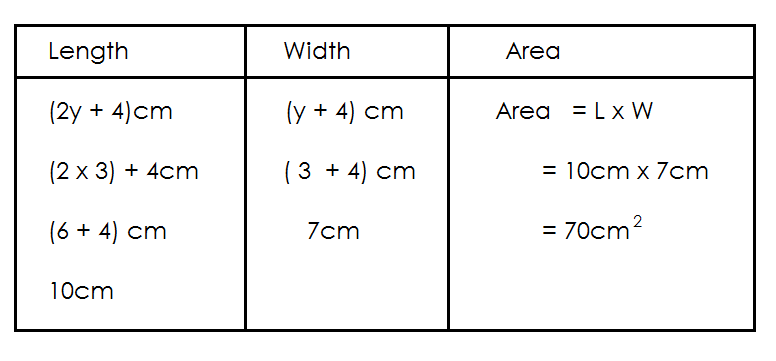 Length Width Area
(2y + 4)cm (y + 4) cm Area = L x W
(2 x 3) + 4cm ( 3 + 4) cm = 10cm x 7cm
(6 + 4) cm 7cm = 70cm²
10cm